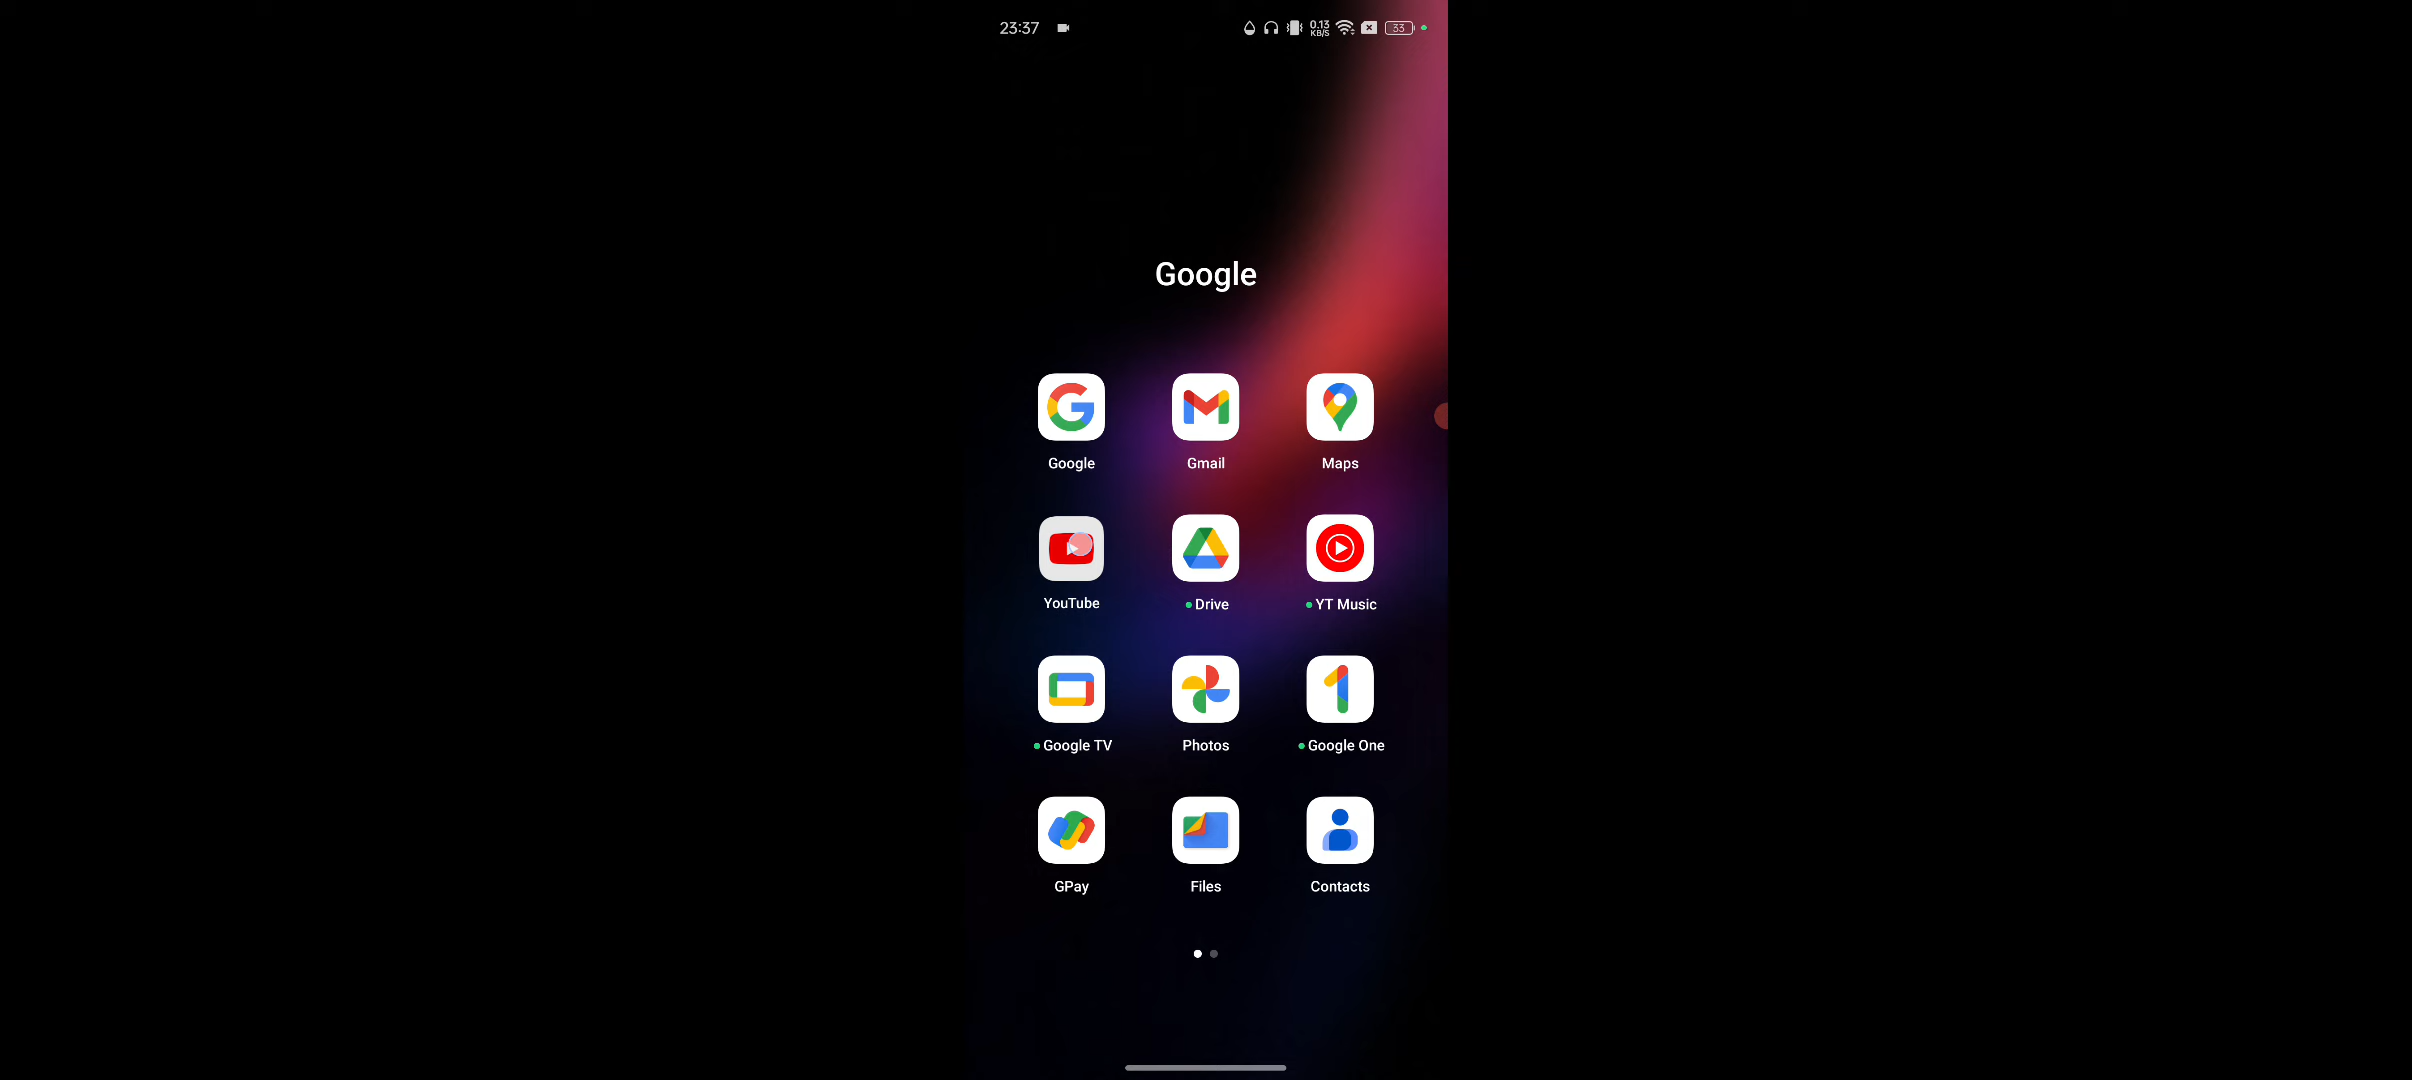 23:37 0.13 33
KB/S
Google
Google Gmail Maps
YouTube Drive YT Music
Google TV Photos Google One
GPay Files Contacts